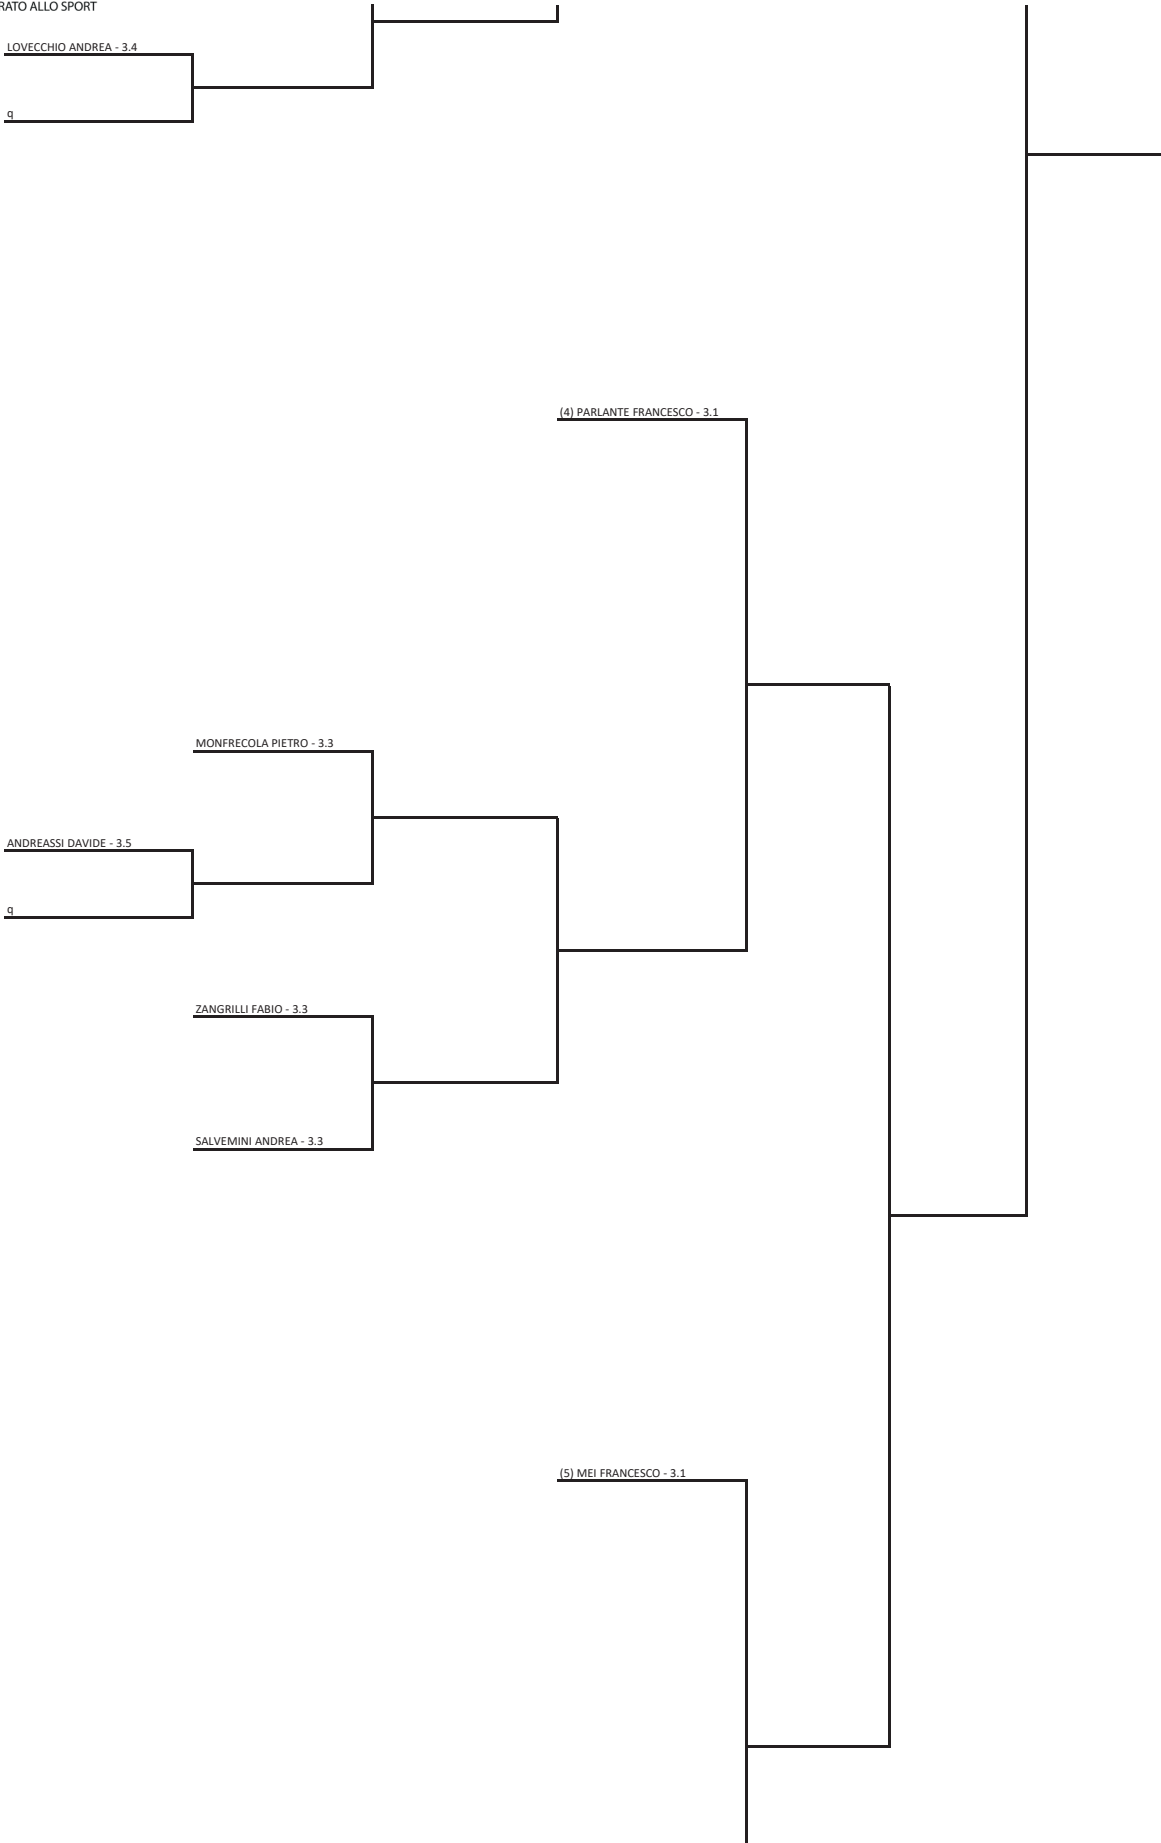 ALLO SPORT
LOVECCHIO ANDREA - 3.4
q
(4) PARLANTE FRANCESCO - 3.1
MONFRECOLA PIETRO - 3.3
ANDREASSI DAVIDE - 3.5
q
ZANGRILLI FABIO - 3.3
SALVEMINI ANDREA - 3.3
(5) MEI FRANCESCO - 3.1